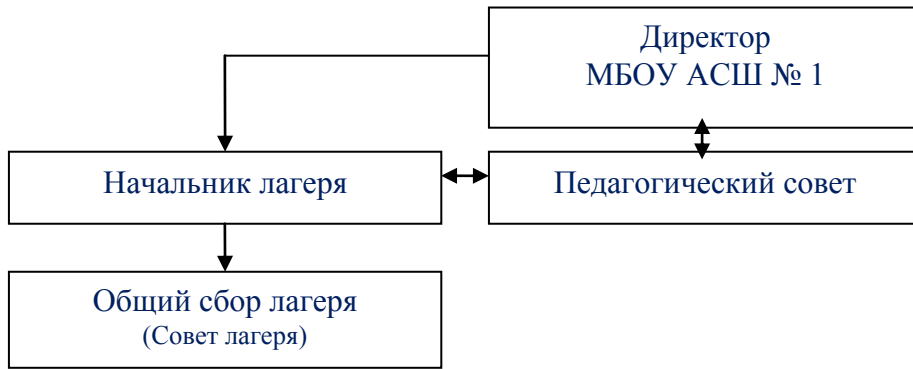 Директор
МБОУ АСШ № 1
Начальник лагеря
Педагогический совет
Общий сбор лагеря
(Совет лагеря)